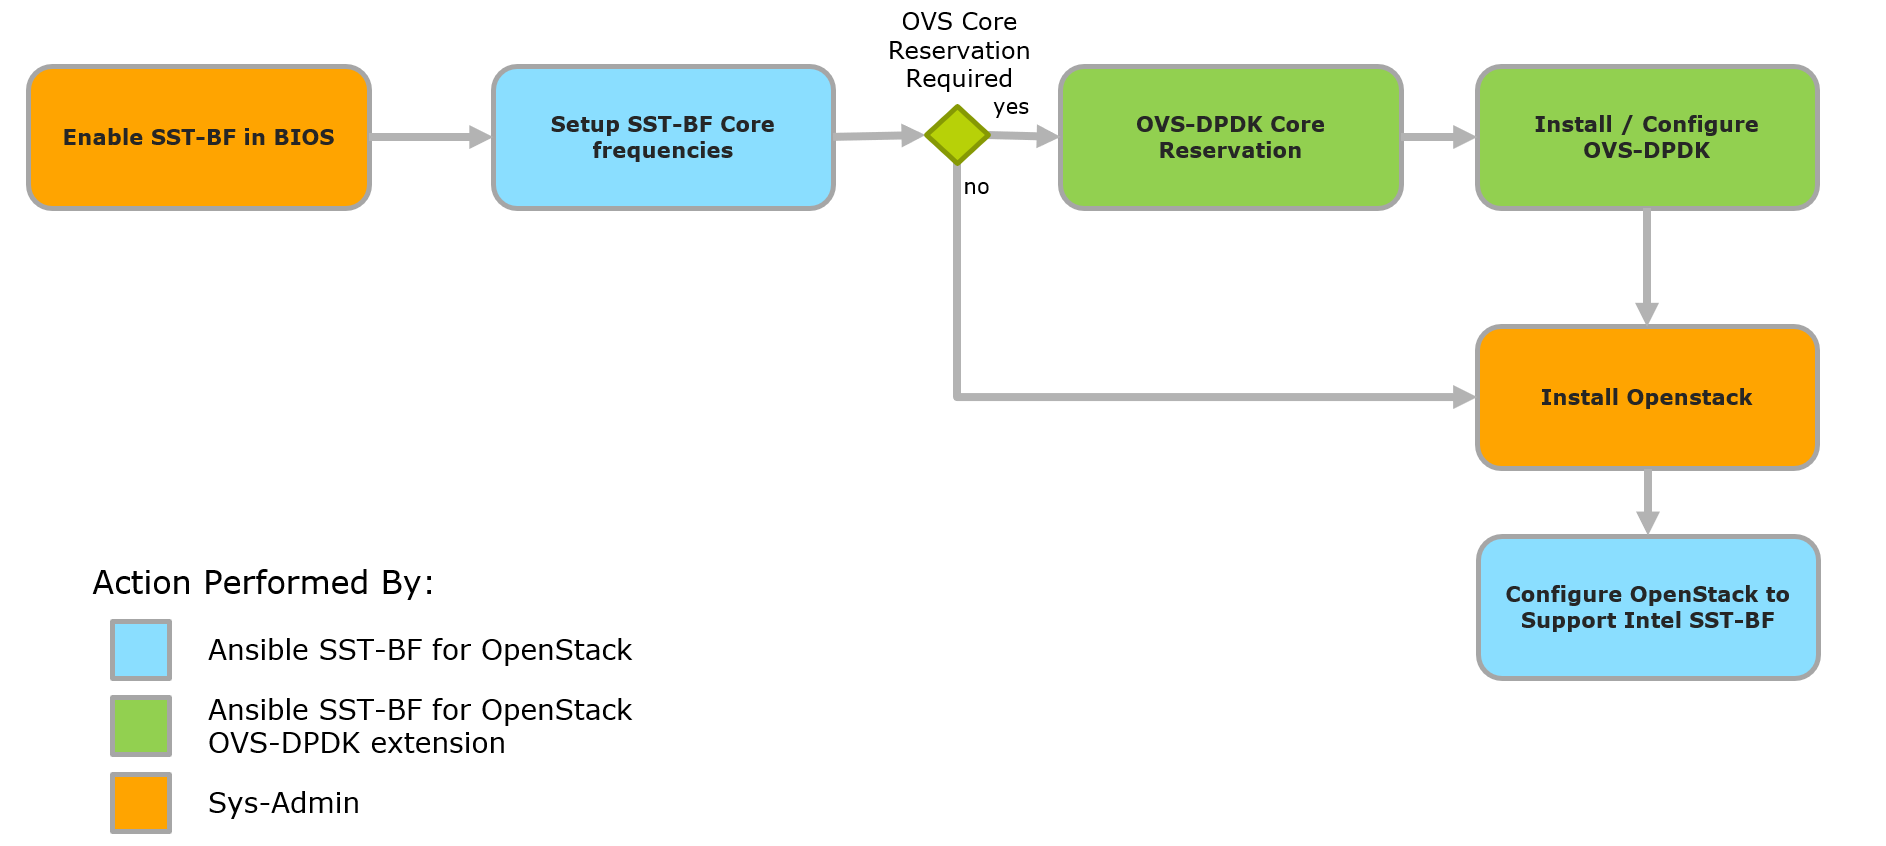 Enable SST-BF in BIOS
Setup SST-BF Core
frequencies
OVS Core
Reservation
Required
yes
no
OVS-DPDK Core
Reservation
Install / Configure
OVS-DPDK
Install Openstack
Configure OpenStack to
Support Intel SST-BF
Action Performed By:
Ansible SST-BF for OpenStack
Ansible SST-BF for OpenStack
OVS-DPDK extension
Sys-Admin